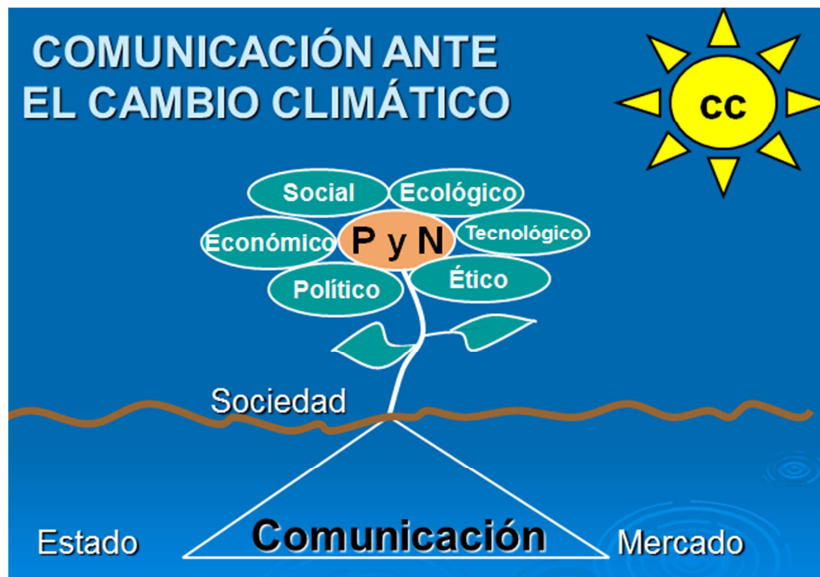 COMUNICACIÓN ANTE
EL CAMBIO CLIMÁTICO
cc
Social
Ecológico
Económico
P y N
Tecnológico
Político
Ético
Sociedad
Estado
Comunicación
Mercado